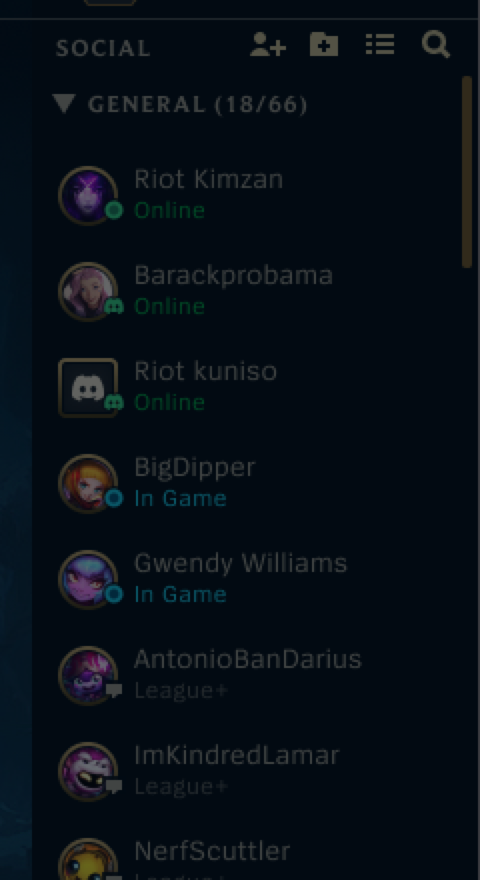 SOCIAL
GENERAL (18/66)
Riot Kimzan
Online
Barackprobama
Online
Riot kuniso
Online
BigDipper
In Game
Gwendy Williams
In Game
AntonioBanDarius
League+
ImKindredLamar
League+
NerfScuttler
League+